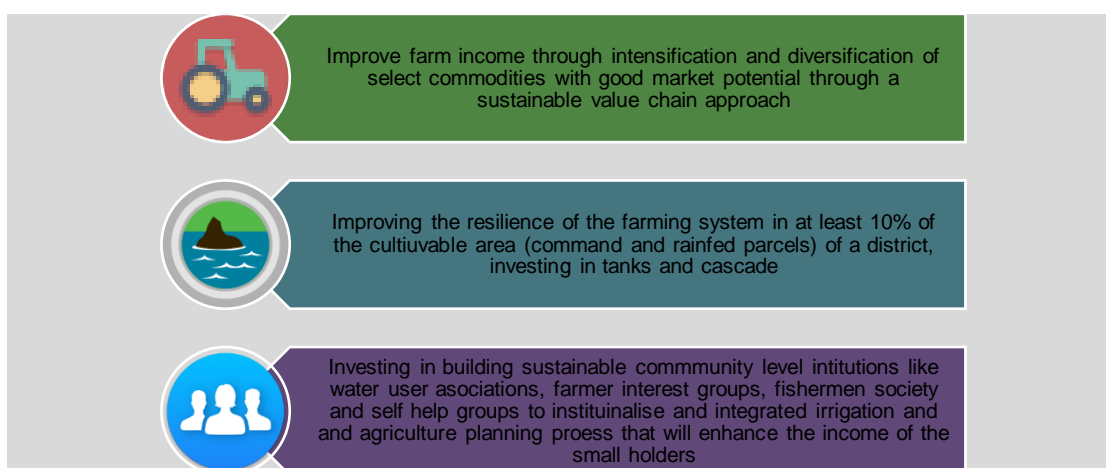 Improve farm income through intensification and diversification of
select commodities with good market potential through a
sustainable value chain approach
Improving the resilience of the farming system in at least 10% of
the cultiuvable area (command and rainfed parcels) of a district,
investing in tanks and cascade
Investing in building sustainable commmunity level intitutions like
water user asociations, farmer interest groups, fishermen society
and self help groups to instituinalise and integrated irrigation and
and agriculture planning proess that will enhance the income of the
small holders